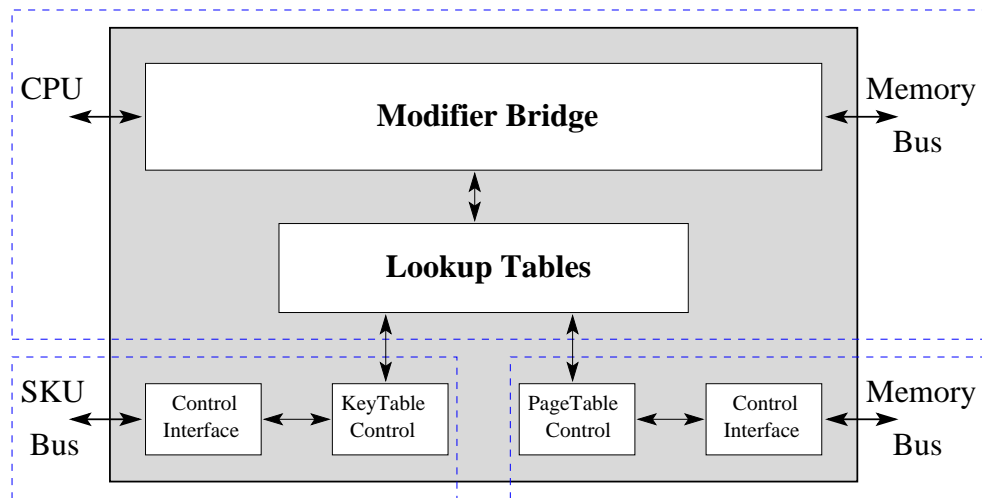 CPU
Modifier Bridge
Memory
Bus
Lookup Tables
SKU
Bus
Control
Interface
KeyTable
Control
PageTable
Control
Control
Interface
Memory
Bus